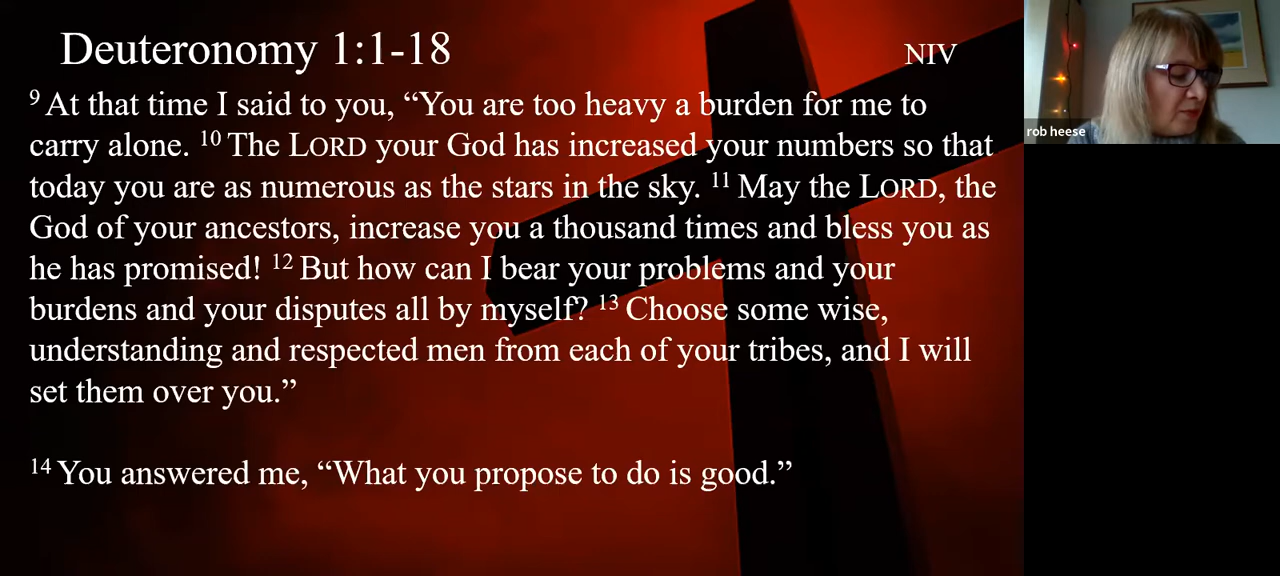 Deuteronomy 1:1-18
NIV
9 At that time I said to you, “You are too heavy a burden for me to
carry alone. 10 The LORD your God has increased your numbers so that
today you are as numerous as the stars in the sky. 11 May the LORD, the
God of your ancestors, increase you a thousand times and bless you as
he has promised! 12 But how can I bear your problems and your
burdens and your disputes all by myself? 13 Choose some wise,
understanding and respected men from each of your tribes, and I will
set them over you.”
14 You answered me, “What you propose to do is good.”
rob heese